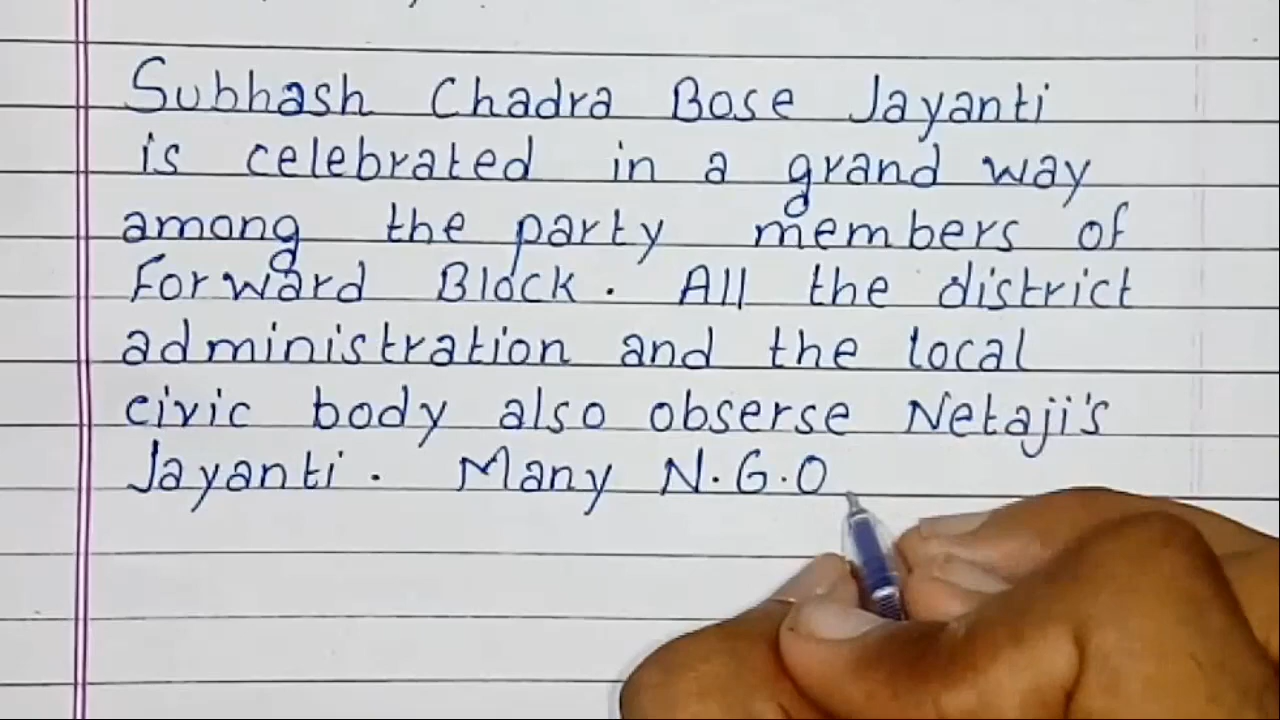 Subhash Chadra Bose Jayanti
is celebrated in a grand way
among the party members of
Forward Block. All the district
administration and the local
civic body also obserse Netaji's
Jayanti. Many N.G.O